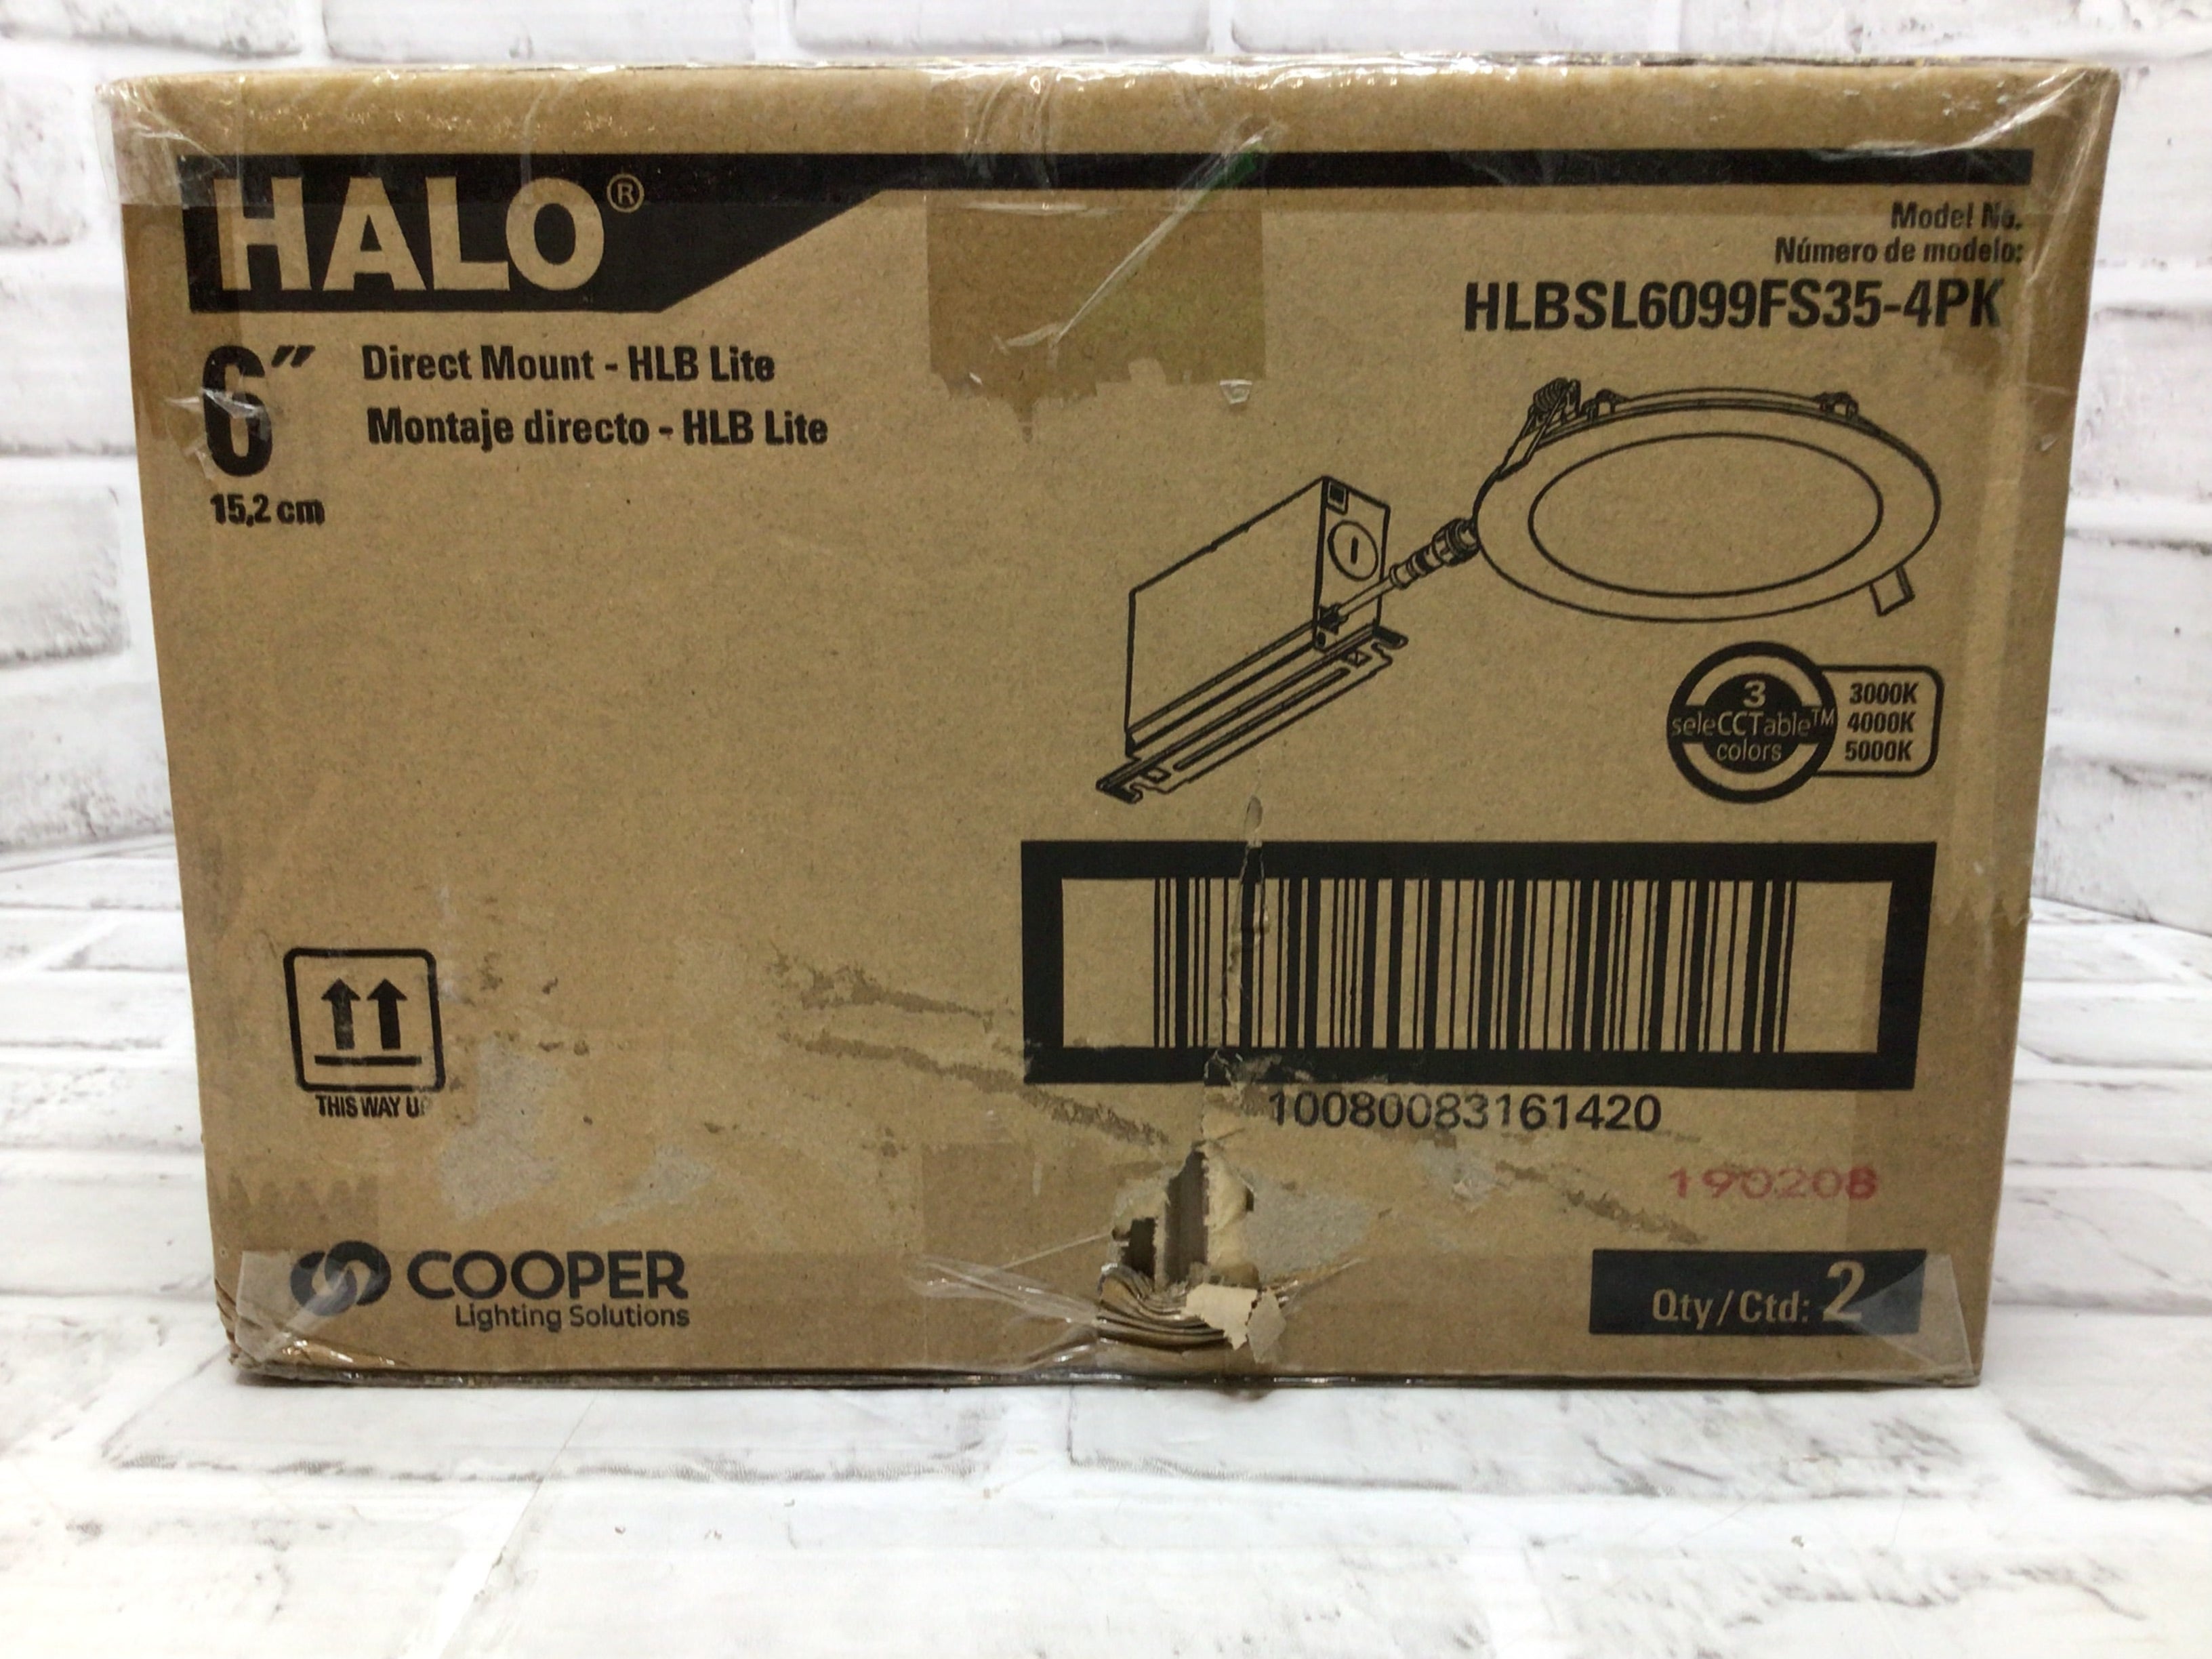 HALO®
Model No.
Número de modelo:
HLBSL6099FS35-4PK
6" Direct Mount - HLB Lite
Montaje directo - HLB Lite
15,2 cm
3
seleCCTable™
colors
3000K
4000K
5000K
THIS WAY UP
10080083161420
190208
COOPER
Lighting Solutions
Qty / Ctd: 2